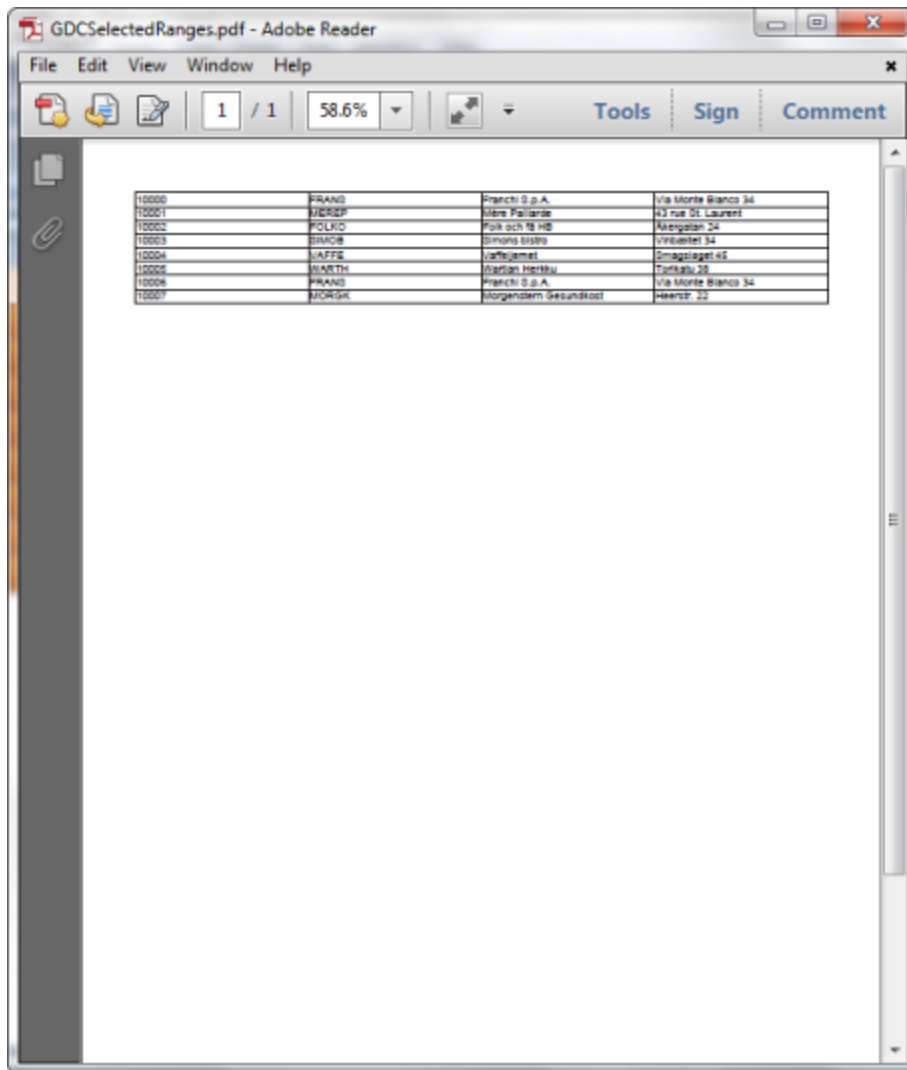 GDCSelectedRanges.pdf - Adobe Reader
File Edit View Window Help
1 / 1 58.6% Tools Sign Comment
10000 FRANS Franchi S.p.A. Via Monte Bianco 34
10001 MEREP Mère Paillarde 43 rue St. Laurent
10002 FOLKO Folk och fä HB Åkergatan 24
10003 SIMOB Simons bistro Vinbæltet 34
10004 VAFFE Vaffeljernet Smagsløget 45
10005 WARTH Wartian Herkku Torikatu 38
10006 FRANS Franchi S.p.A. Via Monte Bianco 34
10007 MORGK Morgenstern Gesundkost Heerstr. 22